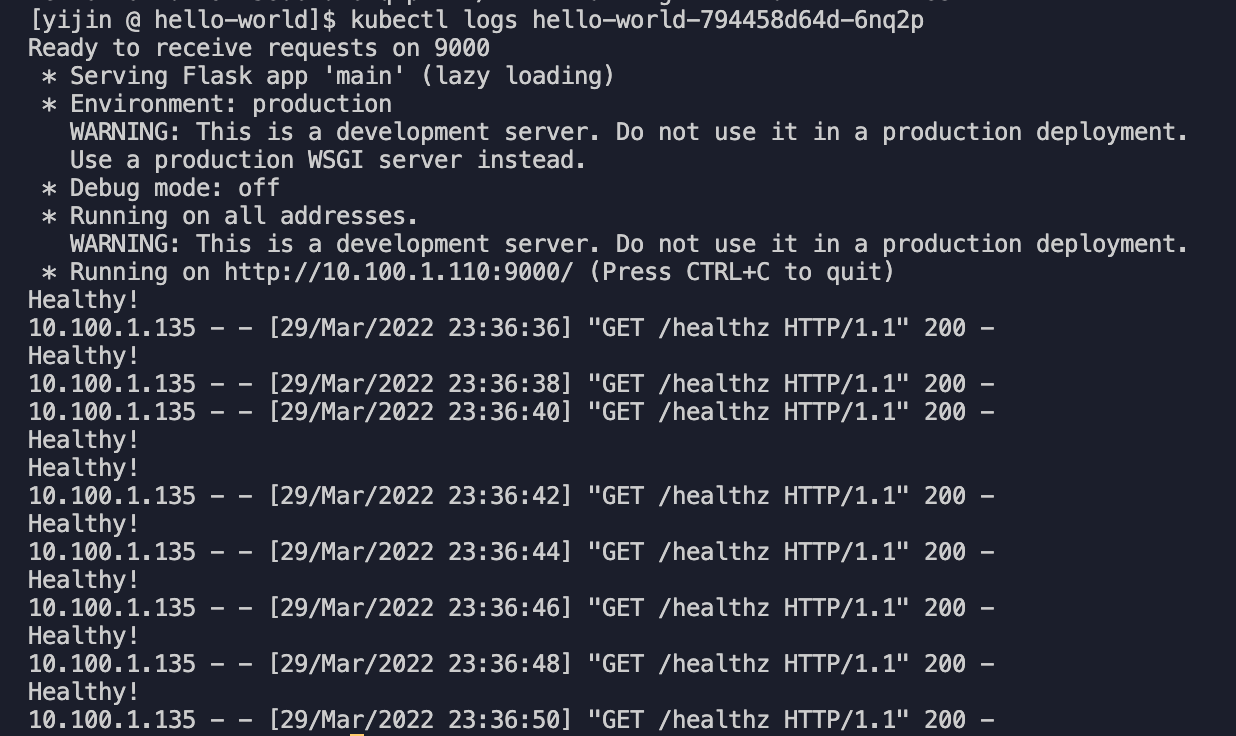 [yijin @ hello-world]$ kubectl logs hello-world-794458d64d-6nq2p
Ready to receive requests on 9000
 * Serving Flask app 'main' (lazy loading)
 * Environment: production
   WARNING: This is a development server. Do not use it in a production deployment.
   Use a production WSGI server instead.
 * Debug mode: off
 * Running on all addresses.
   WARNING: This is a development server. Do not use it in a production deployment.
 * Running on http://10.100.1.110:9000/ (Press CTRL+C to quit)
Healthy!
10.100.1.135 - - [29/Mar/2022 23:36:36] "GET /healthz HTTP/1.1" 200 -
Healthy!
10.100.1.135 - - [29/Mar/2022 23:36:38] "GET /healthz HTTP/1.1" 200 -
10.100.1.135 - - [29/Mar/2022 23:36:40] "GET /healthz HTTP/1.1" 200 -
Healthy!
Healthy!
10.100.1.135 - - [29/Mar/2022 23:36:42] "GET /healthz HTTP/1.1" 200 -
Healthy!
10.100.1.135 - - [29/Mar/2022 23:36:44] "GET /healthz HTTP/1.1" 200 -
Healthy!
10.100.1.135 - - [29/Mar/2022 23:36:46] "GET /healthz HTTP/1.1" 200 -
Healthy!
10.100.1.135 - - [29/Mar/2022 23:36:48] "GET /healthz HTTP/1.1" 200 -
Healthy!
10.100.1.135 - - [29/Mar/2022 23:36:50] "GET /healthz HTTP/1.1" 200 -